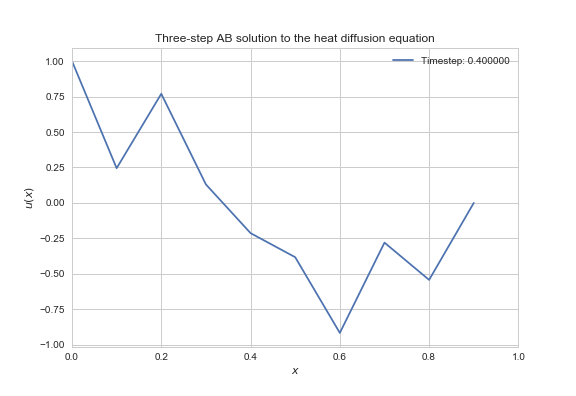 Three-step AB solution to the heat diffusion equation
Timestep: 0.400000
1.00
0.75
0.50
0.25
0.00
−0.25
−0.50
−0.75
−1.00
u(x)
0.0 0.2 0.4 0.6 0.8 1.0
x